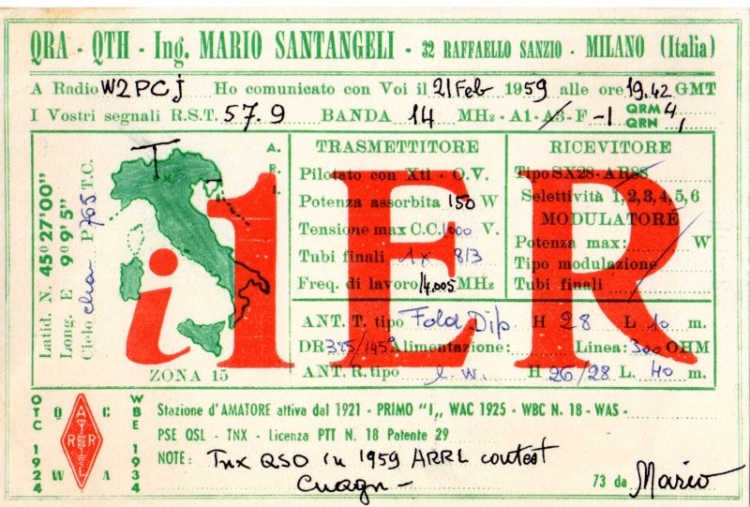 QRA - QTH - Ing. MARIO SANTANGELI - 32 RAFFAELLO SANZIO - MILANO (Italia)
A Radio W2PCJ Ho comunicato con Voi il 21 Feb 1959 alle ore 19.42 GMT
I Vostri segnali R.S.T. 57.9 BANDA 14 MHz - A1 - A3 - F - 1 QRM 4,
QRN
Latid. N. 45° 27' 00"
Long. E 9° 9' 5"
Cielo P. 765 T.C.
T
A. R. I.
i1ER
ZONA 15
TRASMETTITORE
Pilotato con Xtl - O.V.
Potenza assorbita 150 W
Tensione max C.C. 1000 V.
Tubi finali 1x 813
Freq. di lavoro 14.005 MHz
RICEVITORE
Tipo SX28 - AR88
Selettività 1,2,3,4,5,6
MODULATORE
Potenza max: W
Tipo modulazione
Tubi finali
ANT. T. tipo Fold. Dip. H 28 L 10 m.
DR 325/145° Alimentazione: Linea: 300 OHM
ANT. R. tipo l. w. H 26/28 L. 40 m.
OTC 1924
Q C
W A
ARI
RER
WBE 1934
Stazione d'AMATORE attiva dal 1921 - PRIMO "I,, WAC 1925 - WBC N. 18 - WAS -
PSE QSL - TNX - Licenza PTT N. 18 Patente 29
NOTE: Tnx QSO in 1959 ARRL contest
Cuagn -
73 da Mario